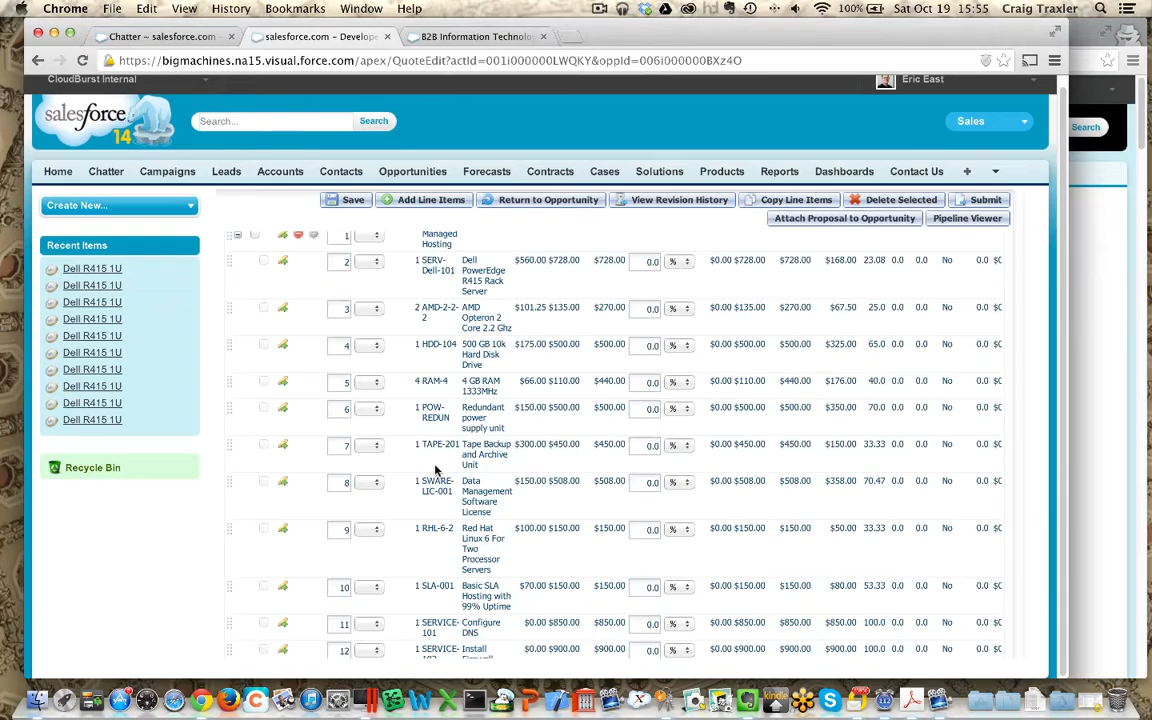 Chrome File Edit View History Bookmarks Window Help 100% Sat Oct 19 15:55 Craig Traxler
Chatter ~ salesforce.com - salesforce.com - Develope B2B Information Technolo
https://bigmachines.na15.visual.force.com/apex/QuoteEdit?actId=001i000000LWQKY&oppId=006i000000BXz4O
CloudBurst Internal Eric East
salesforce
14
Search... Search Sales Search
Home Chatter Campaigns Leads Accounts Contacts Opportunities Forecasts Contracts Cases Solutions Products Reports Dashboards Contact Us +
Create New...
Save Add Line Items Return to Opportunity View Revision History Copy Line Items Delete Selected Submit
Attach Proposal to Opportunity Pipeline Viewer
Recent Items
Dell R415 1U
Dell R415 1U
Dell R415 1U
Dell R415 1U
Dell R415 1U
Dell R415 1U
Dell R415 1U
Dell R415 1U
Dell R415 1U
Dell R415 1U
Recycle Bin
1 Managed
Hosting
2 1 SERV- Dell $560.00 $728.00 $728.00 0.0 % $0.00 $728.00 $728.00 $168.00 23.08 No 0.0 $0
Dell-101 PowerEdge
R415 Rack
Server
3 2 AMD-2-2- AMD $101.25 $135.00 $270.00 0.0 % $0.00 $135.00 $270.00 $67.50 25.0 0.0 0.0 No 0.0 $0
2 Opteron 2
Core 2.2 Ghz
4 1 HDD-104 500 GB 10k $175.00 $500.00 $500.00 0.0 % $0.00 $500.00 $500.00 $325.00 65.0 0.0 0.0 No 0.0 $0
Hard Disk
Drive
5 4 RAM-4 4 GB RAM $66.00 $110.00 $440.00 0.0 % $0.00 $110.00 $440.00 $176.00 40.0 0.0 0.0 No 0.0 $0
1333MHz
6 1 POW- Redundant $150.00 $500.00 $500.00 0.0 % $0.00 $500.00 $500.00 $350.00 70.0 0.0 0.0 No 0.0 $0
REDUN power
supply unit
7 1 TAPE-201 Tape Backup $300.00 $450.00 $450.00 0.0 % $0.00 $450.00 $450.00 $150.00 33.33 0.0 0.0 No 0.0 $0
and Archive
Unit
8 1 SWARE- Data $150.00 $508.00 $508.00 0.0 % $0.00 $508.00 $508.00 $358.00 70.47 0.0 0.0 No 0.0 $0
LIC-001 Management
Software
License
9 1 RHL-6-2 Red Hat $100.00 $150.00 $150.00 0.0 % $0.00 $150.00 $150.00 $50.00 33.33 0.0 0.0 No 0.0 $0
Linux 6 For
Two
Processor
Servers
10 1 SLA-001 Basic SLA $70.00 $150.00 $150.00 0.0 % $0.00 $150.00 $150.00 $80.00 53.33 0.0 0.0 No 0.0 $0
Hosting with
99% Uptime
11 1 SERVICE- Configure $0.00 $850.00 $850.00 0.0 % $0.00 $850.00 $850.00 $850.00 100.0 0.0 0.0 No 0.0 $0
101 DNS
12 1 SERVICE- Install $0.00 $900.00 $900.00 0.0 % $0.00 $900.00 $900.00 $900.00 100.0 0.0 0.0 No 0.0 $0